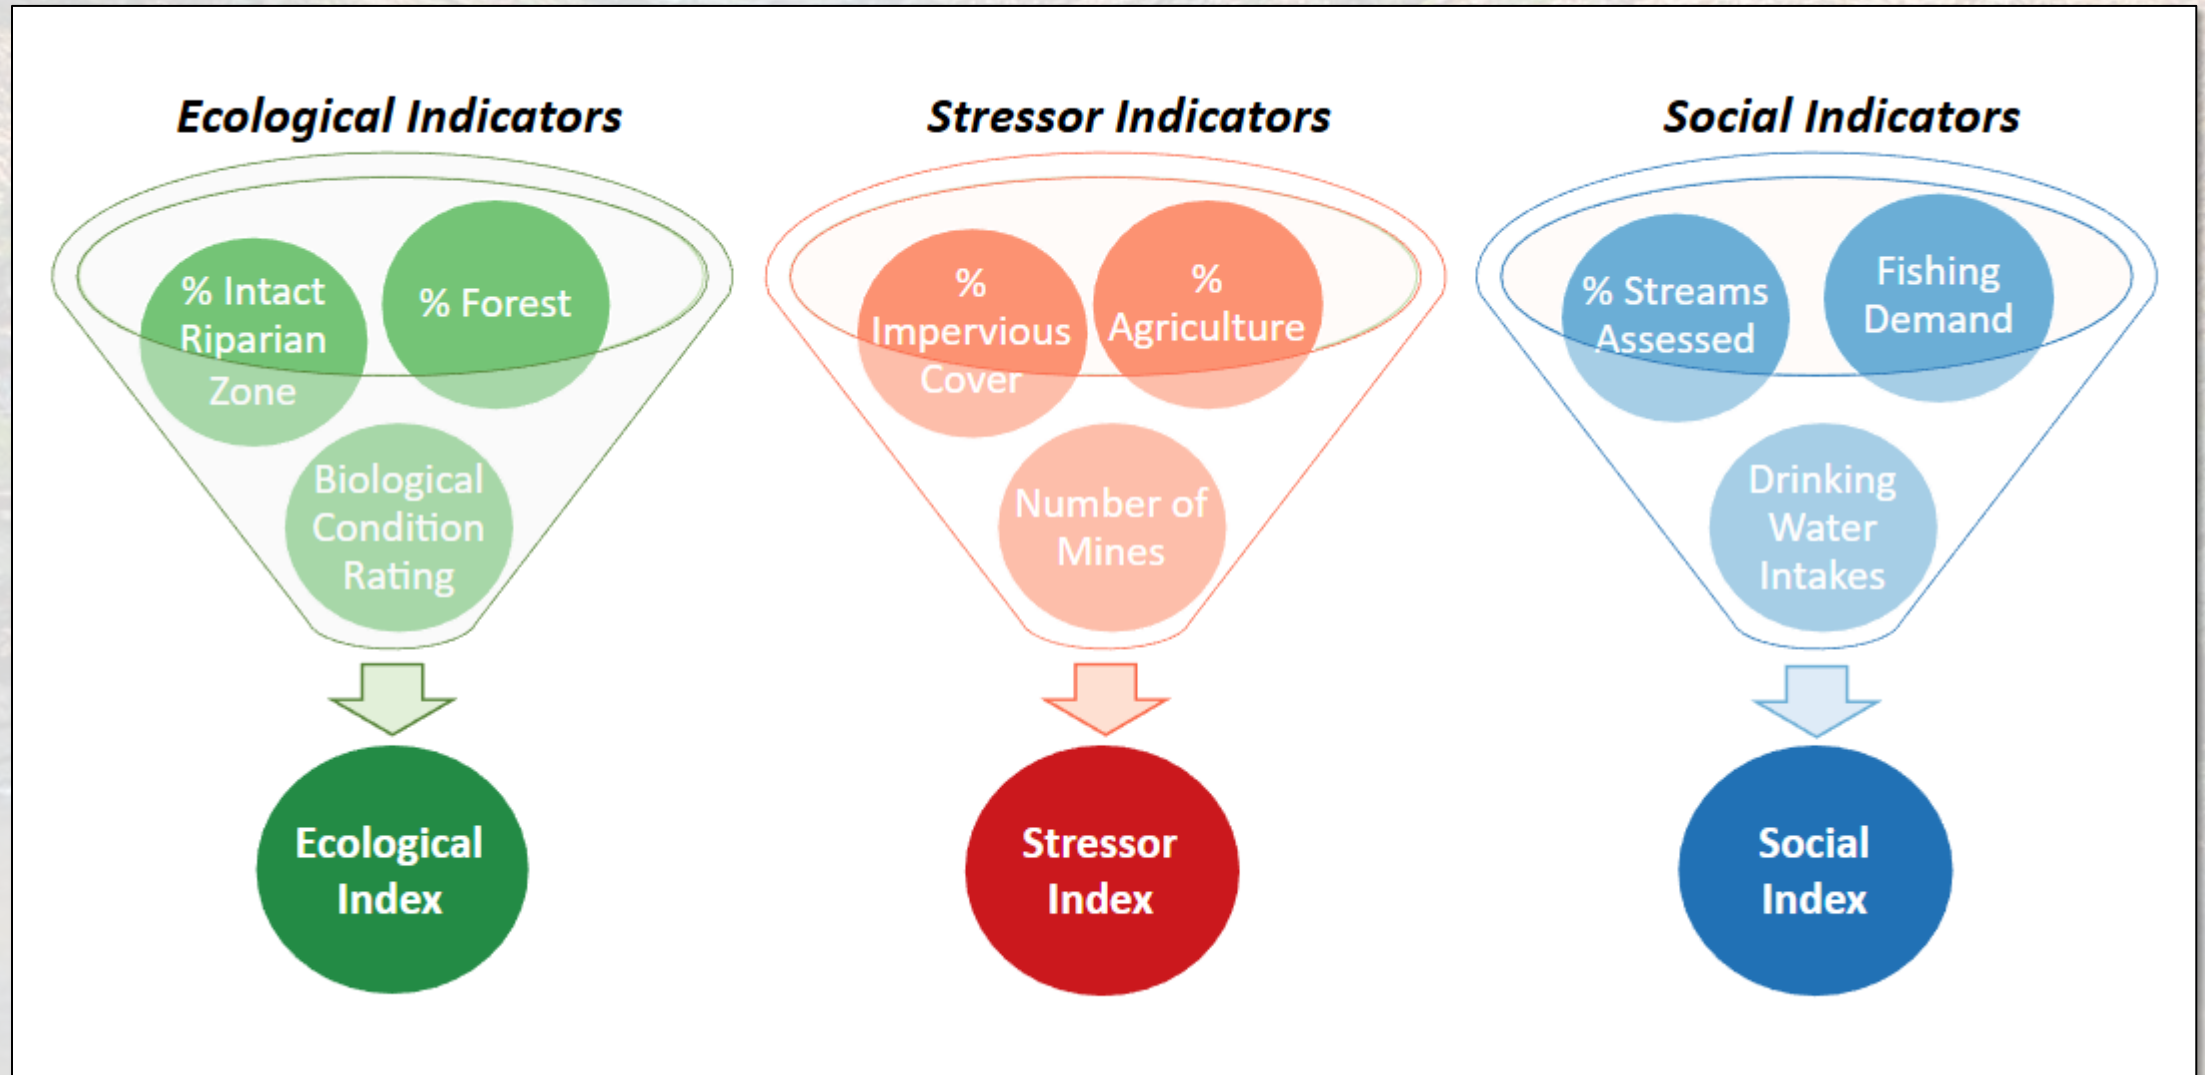 Ecological Indicators
% Intact
Riparian
Zone
% Forest
Biological
Condition
Rating
Ecological
Index
Stressor Indicators
%
Impervious
Cover
%
Agriculture
Number of
Mines
Stressor
Index
Social Indicators
% Streams
Assessed
Fishing
Demand
Drinking
Water
Intakes
Social
Index